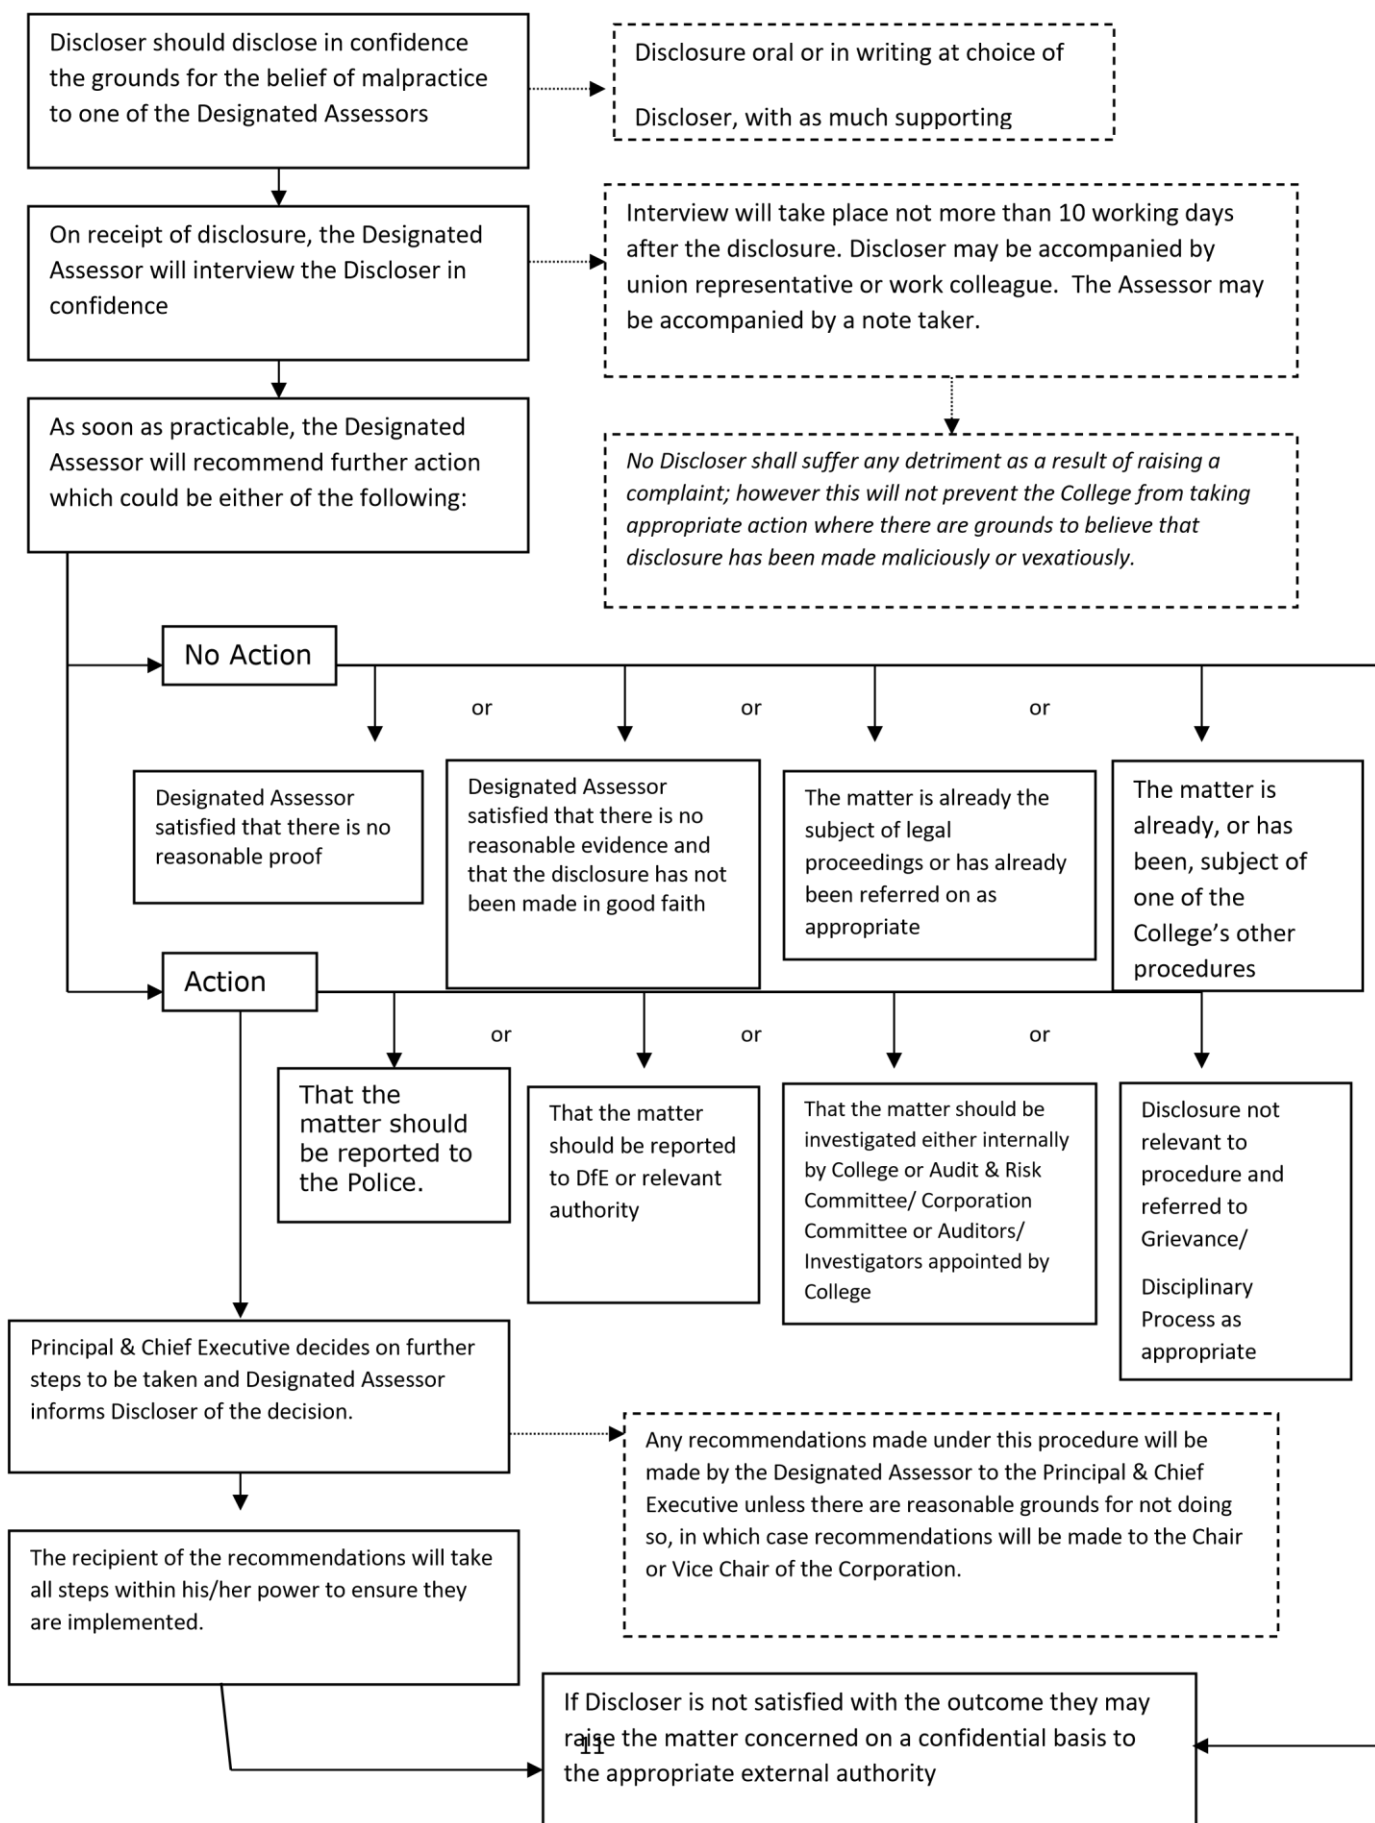 Discloser should disclose in confidence
the grounds for the belief of malpractice
to one of the Designated Assessors
Disclosure oral or in writing at choice of
Discloser, with as much supporting
On receipt of disclosure, the Designated
Assessor will interview the Discloser in
confidence
Interview will take place not more than 10 working days
after the disclosure. Discloser may be accompanied by
union representative or work colleague.  The Assessor may
be accompanied by a note taker.
As soon as practicable, the Designated
Assessor will recommend further action
which could be either of the following:
No Discloser shall suffer any detriment as a result of raising a
complaint; however this will not prevent the College from taking
appropriate action where there are grounds to believe that
disclosure has been made maliciously or vexatiously.
No Action
or
or
or
Designated Assessor
satisfied that there is no
reasonable proof
Designated Assessor
satisfied that there is no
reasonable evidence and
that the disclosure has not
been made in good faith
The matter is already the
subject of legal
proceedings or has already
been referred on as
appropriate
The matter is
already, or has
been, subject of
one of the
College’s other
procedures
Action
or
or
or
That the
matter should
be reported to
the Police.
That the matter
should be reported
to DfE or relevant
authority
That the matter should be
investigated either internally
by College or Audit & Risk
Committee/ Corporation
Committee or Auditors/
Investigators appointed by
College
Disclosure not
relevant to
procedure and
referred to
Grievance/
Disciplinary
Process as
appropriate
Principal & Chief Executive decides on further
steps to be taken and Designated Assessor
informs Discloser of the decision.
Any recommendations made under this procedure will be
made by the Designated Assessor to the Principal & Chief
Executive unless there are reasonable grounds for not doing
so, in which case recommendations will be made to the Chair
or Vice Chair of the Corporation.
The recipient of the recommendations will take
all steps within his/her power to ensure they
are implemented.
If Discloser is not satisfied with the outcome they may
raise the matter concerned on a confidential basis to
the appropriate external authority
11